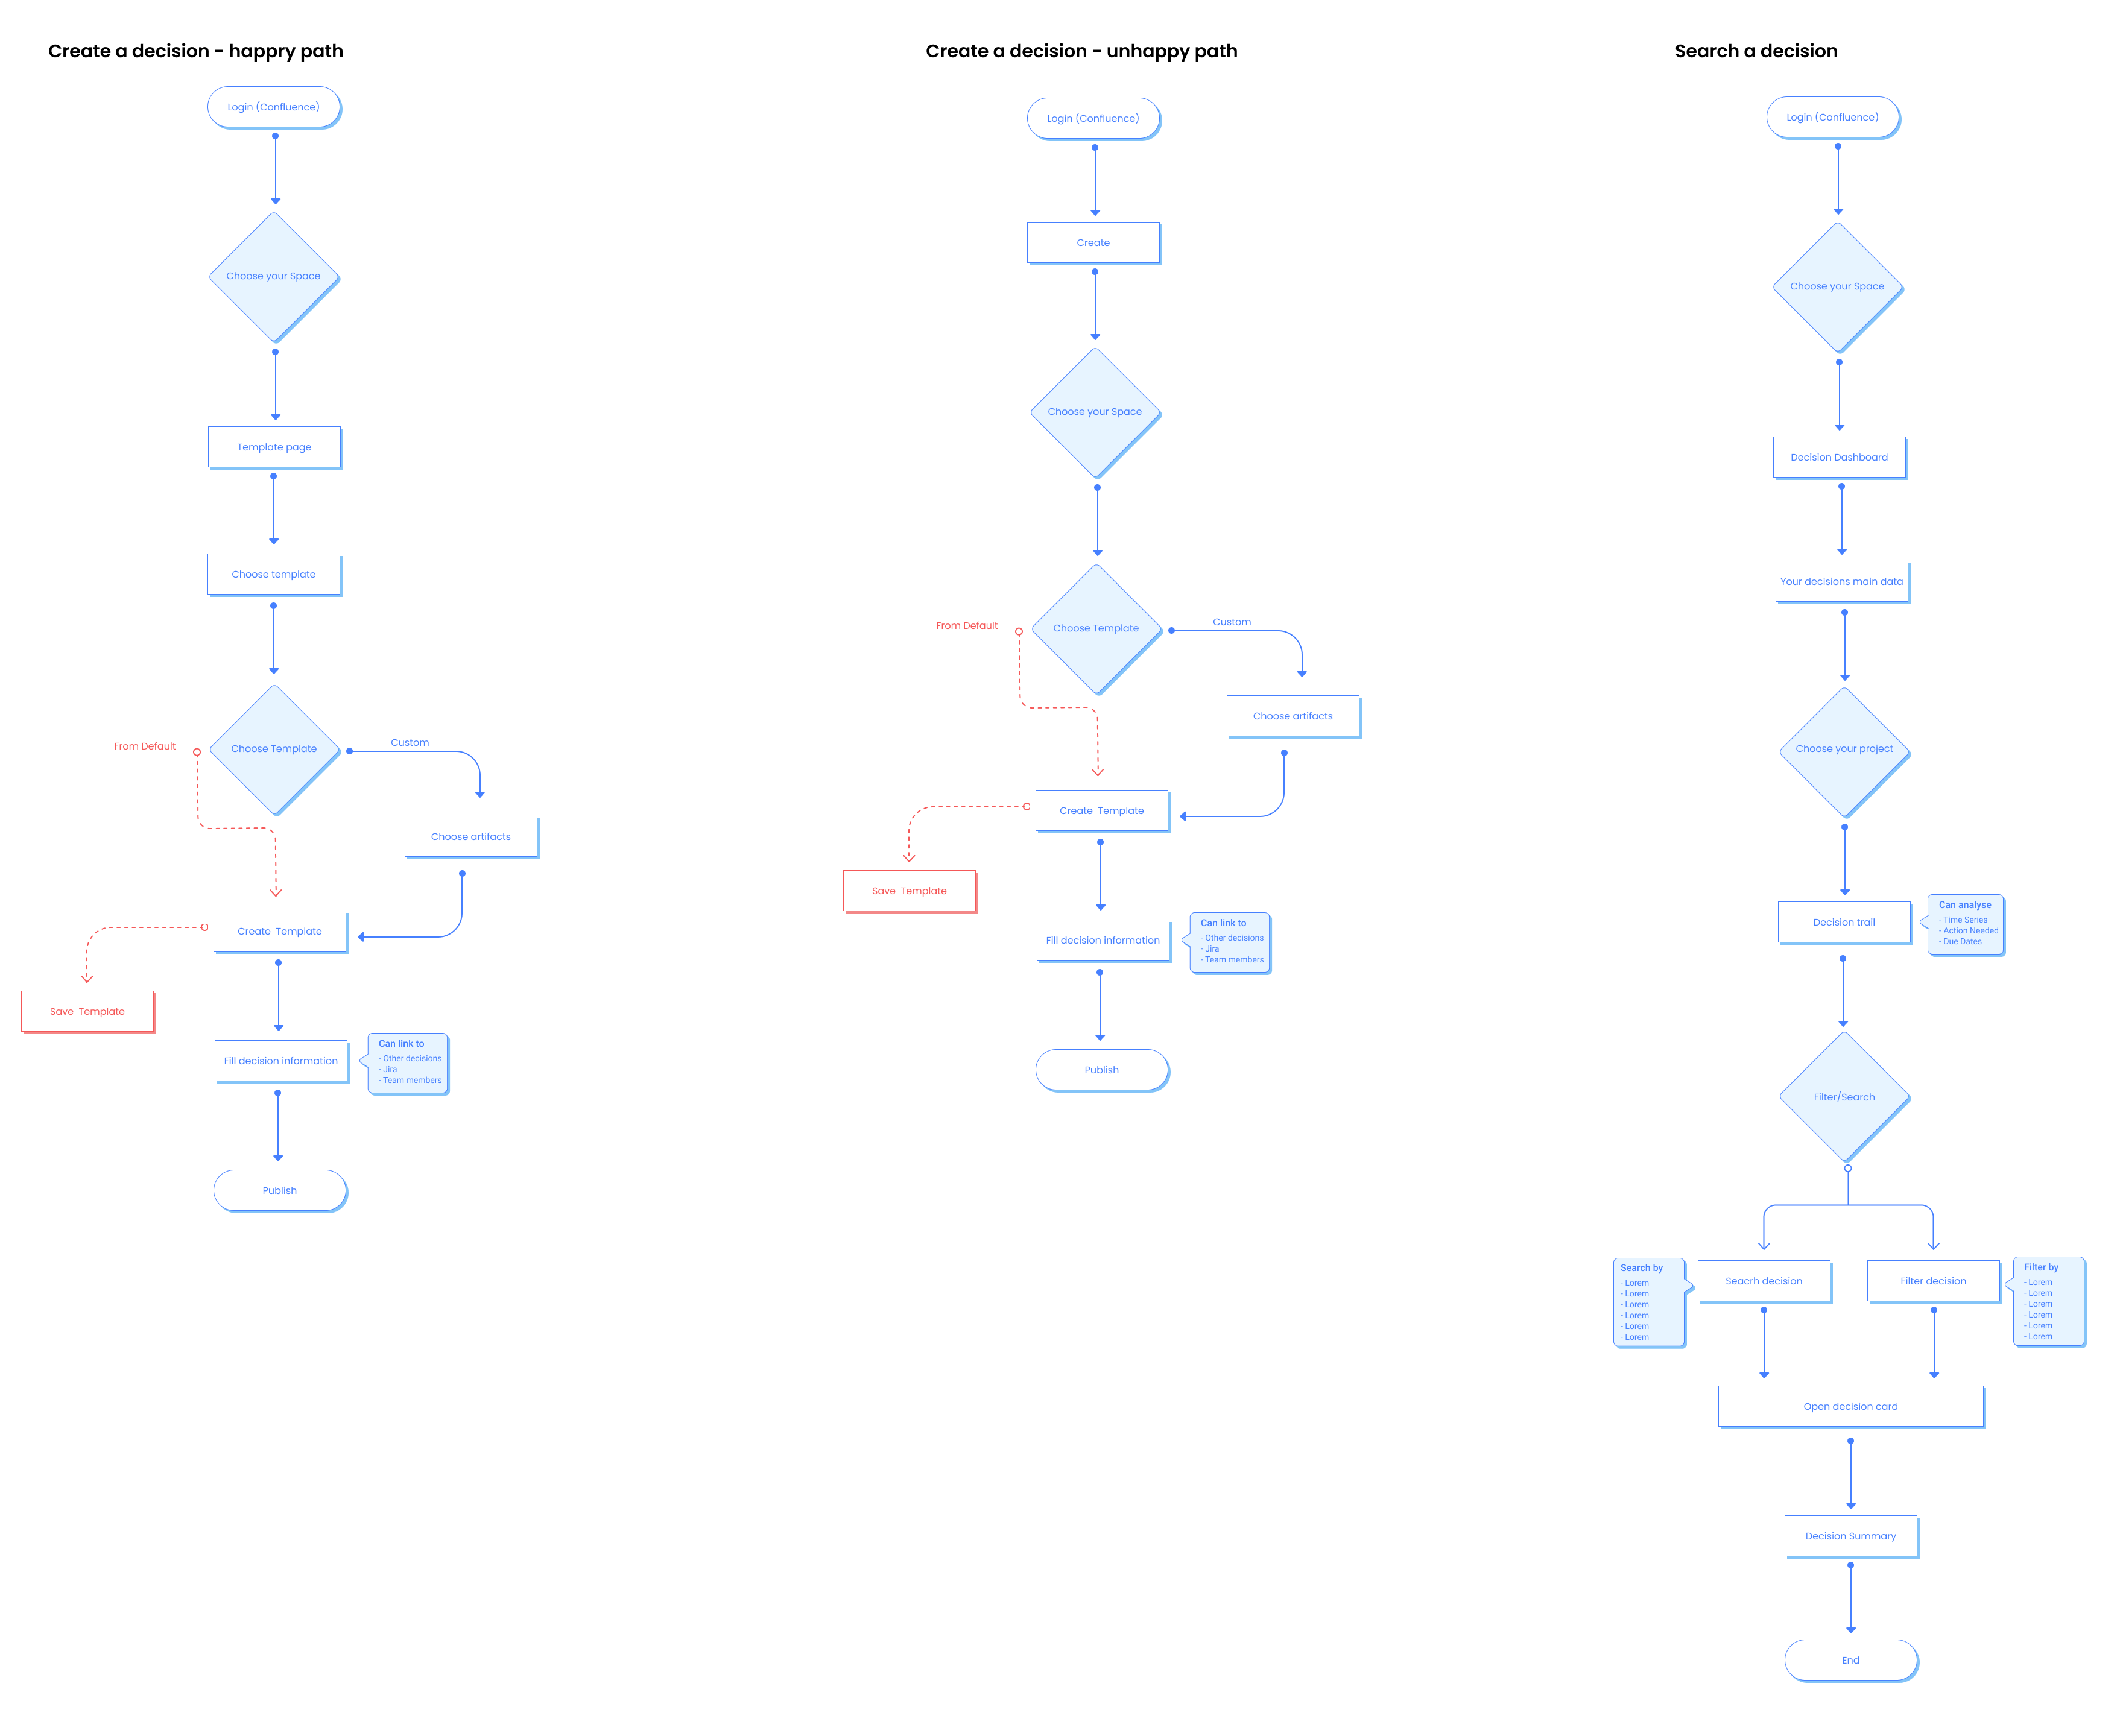 Create a decision - happry path
Login (Confluence)
Choose your Space
Template page
Choose template
Choose Template
From Default
Custom
Choose artifacts
Create  Template
Save  Template
Fill decision information
Can link to
- Other decisions
- Jira
- Team members
Publish
Create a decision - unhappy path
Login (Confluence)
Create
Choose your Space
Choose Template
From Default
Custom
Choose artifacts
Create  Template
Save  Template
Fill decision information
Can link to
- Other decisions
- Jira
- Team members
Publish
Search a decision
Login (Confluence)
Choose your Space
Decision Dashboard
Your decisions main data
Choose your project
Decision trail
Can analyse
- Time Series
- Action Needed
- Due Dates
Filter/Search
Search by
- Lorem
- Lorem
- Lorem
- Lorem
- Lorem
- Lorem
Seacrh decision
Filter decision
Filter by
- Lorem
- Lorem
- Lorem
- Lorem
- Lorem
- Lorem
Open decision card
Decision Summary
End